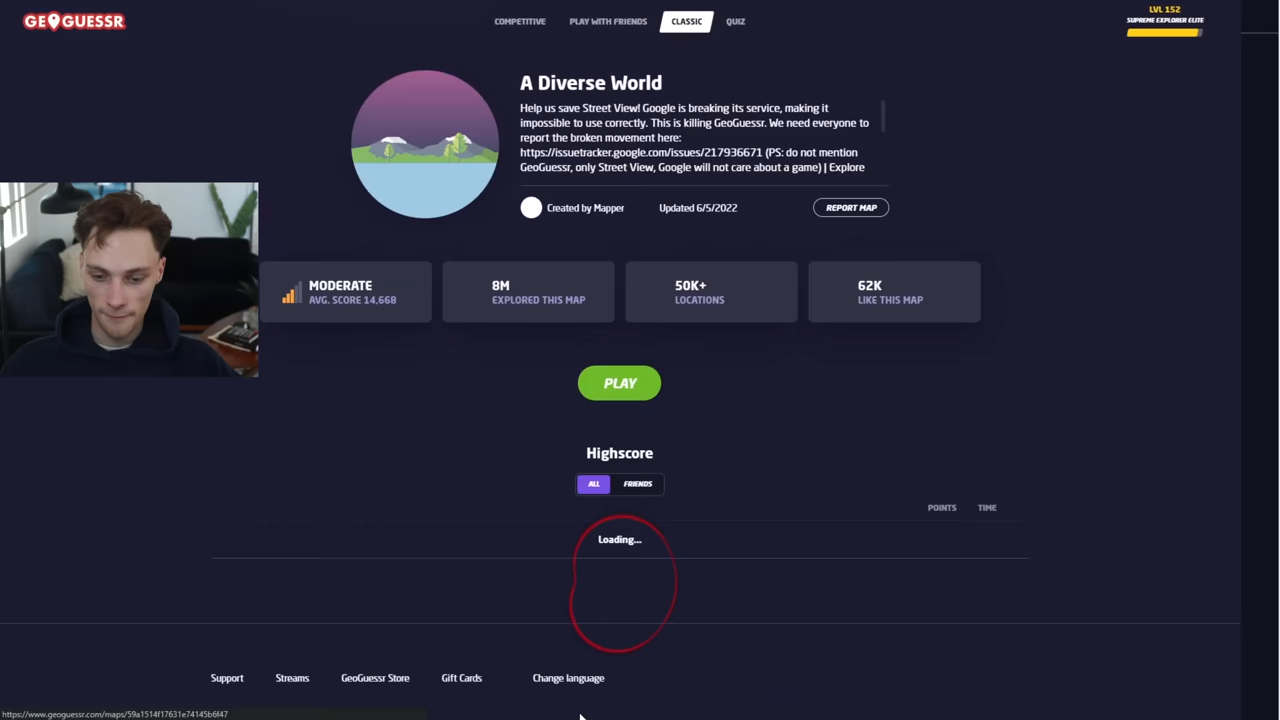 GEOGUESSR
COMPETITIVE
PLAY WITH FRIENDS
CLASSIC
QUIZ
LVL 152
SUPREME EXPLORER ELITE
A Diverse World
Help us save Street View! Google is breaking its service, making it
impossible to use correctly. This is killing GeoGuessr. We need everyone to
report the broken movement here:
https://issuetracker.google.com/issues/217936671 (PS: do not mention
GeoGuessr, only Street View, Google will not care about a game) | Explore
Created by Mapper
Updated 6/5/2022
REPORT MAP
MODERATE
AVG. SCORE 14,668
8M
EXPLORED THIS MAP
50K+
LOCATIONS
62K
LIKE THIS MAP
PLAY
Highscore
ALL
FRIENDS
POINTS
TIME
Loading...
Support
Streams
GeoGuessr Store
Gift Cards
Change language
https://www.geoguessr.com/maps/59a1514f17631e74145b6f47